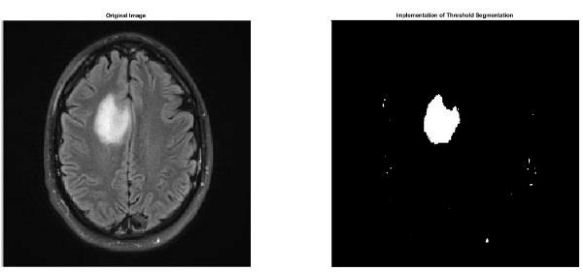 Original Image
Implementation of Threshold Segmentation